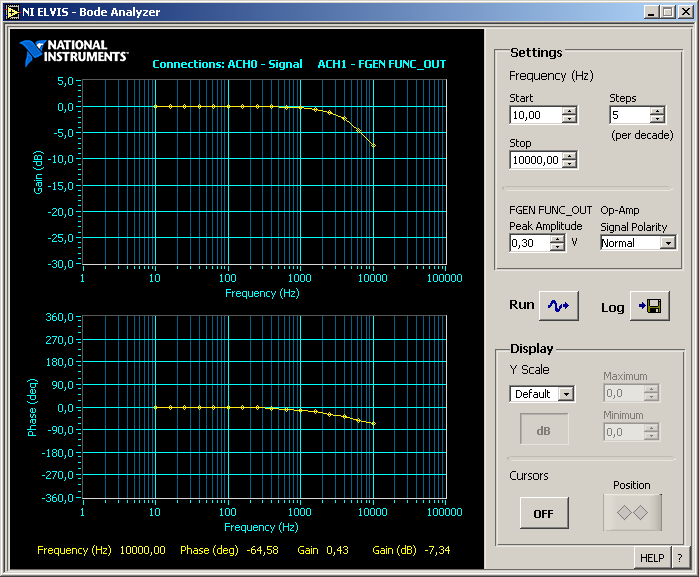 NI ELVIS - Bode Analyzer
NATIONAL
INSTRUMENTS
Connections: ACH0 - Signal ACH1 - FGEN FUNC_OUT
5,0
0,0
-5,0
-10,0
-15,0
-20,0
-25,0
-30,0
Gain (dB)
1 10 100 1000 10000 100000
Frequency (Hz)
360,0
270,0
180,0
90,0
0,0
-90,0
-180,0
-270,0
-360,0
Phase (deg)
1 10 100 1000 10000 100000
Frequency (Hz)
Frequency (Hz) 10000,00 Phase (deg) -64,58 Gain 0,43 Gain (dB) -7,34
Settings
Frequency (Hz)
Start Steps
10,00 5
(per decade)
Stop
10000,00
FGEN FUNC_OUT Op-Amp
Peak Amplitude Signal Polarity
0,30 V Normal
Run Log
Display
Y Scale
Maximum
Default 0,0
Minimum
dB 0,0
Cursors
Position
OFF
HELP ?